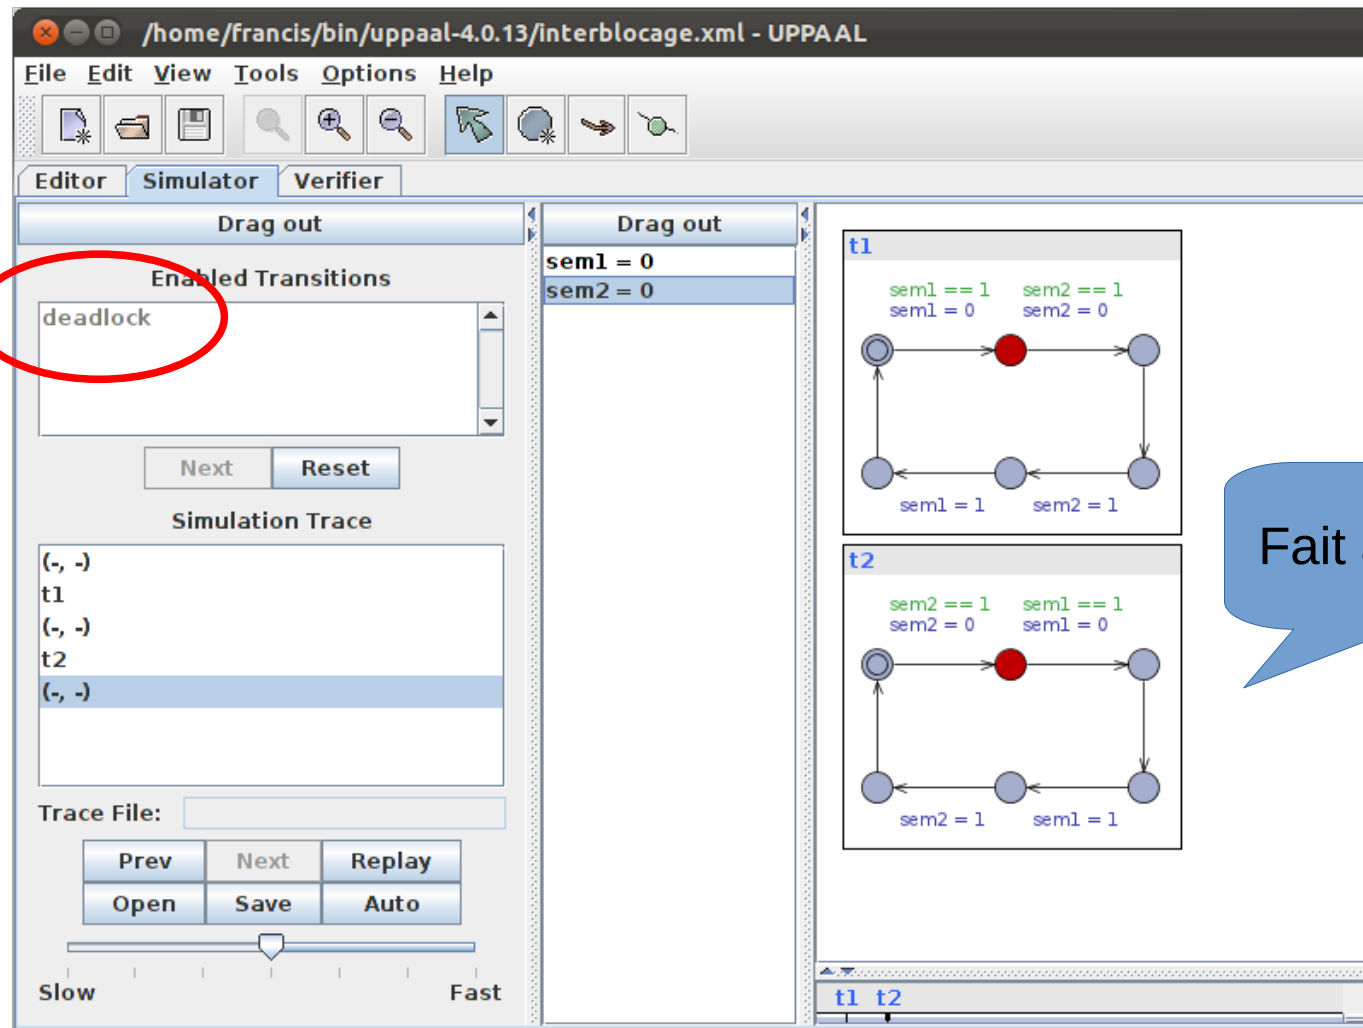 /home/francis/bin/uppaal-4.0.13/interblocage.xml - UPPAAL
File Edit View Tools Options Help
Editor Simulator Verifier
Drag out
Enabled Transitions
deadlock
Next Reset
Simulation Trace
(-, -)
t1
(-, -)
t2
(-, -)
Trace File:
Prev Next Replay
Open Save Auto
Slow Fast
Drag out
sem1 = 0
sem2 = 0
t1
sem1 == 1 sem2 == 1
sem1 = 0 sem2 = 0
sem1 = 1 sem2 = 1
t2
sem2 == 1 sem1 == 1
sem2 = 0 sem1 = 0
sem2 = 1 sem1 = 1
Fait
t1 t2